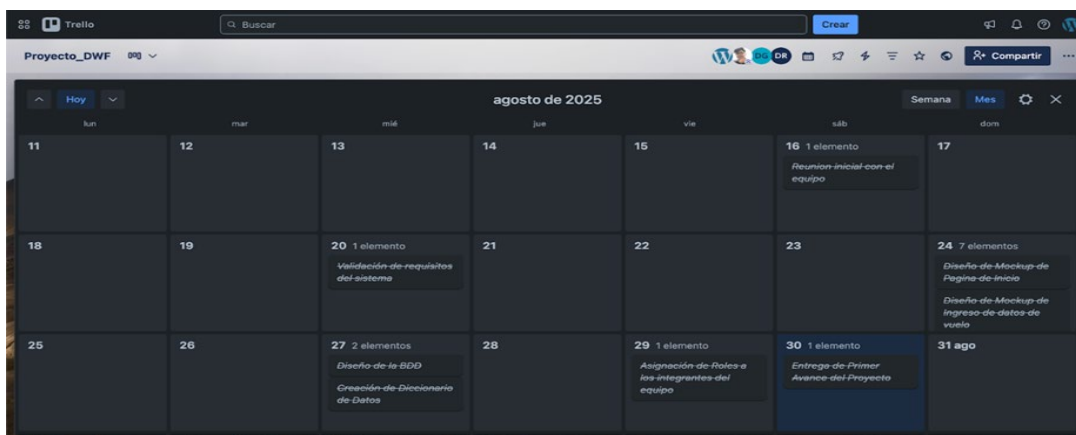 Trello
Buscar
Crear
Proyecto_DWF
DG
DR
Compartir
Hoy
agosto de 2025
Semana
Mes
lun
mar
mié
jue
vie
sáb
dom
11
12
13
14
15
16 1 elemento
17
Reunion inicial con el
equipo
18
19
20 1 elemento
21
22
23
24 7 elementos
Validación de requisitos
del sistema
Diseño de Mockup de
Pagina de Inicio
Diseño de Mockup de
ingreso de datos de
vuelo
25
26
27 2 elementos
28
29 1 elemento
30 1 elemento
31 ago
Diseño de la BDD
Creación de Diccionario
de Datos
Asignación de Roles a
los integrantes del
equipo
Entrega de Primer
Avance del Proyecto